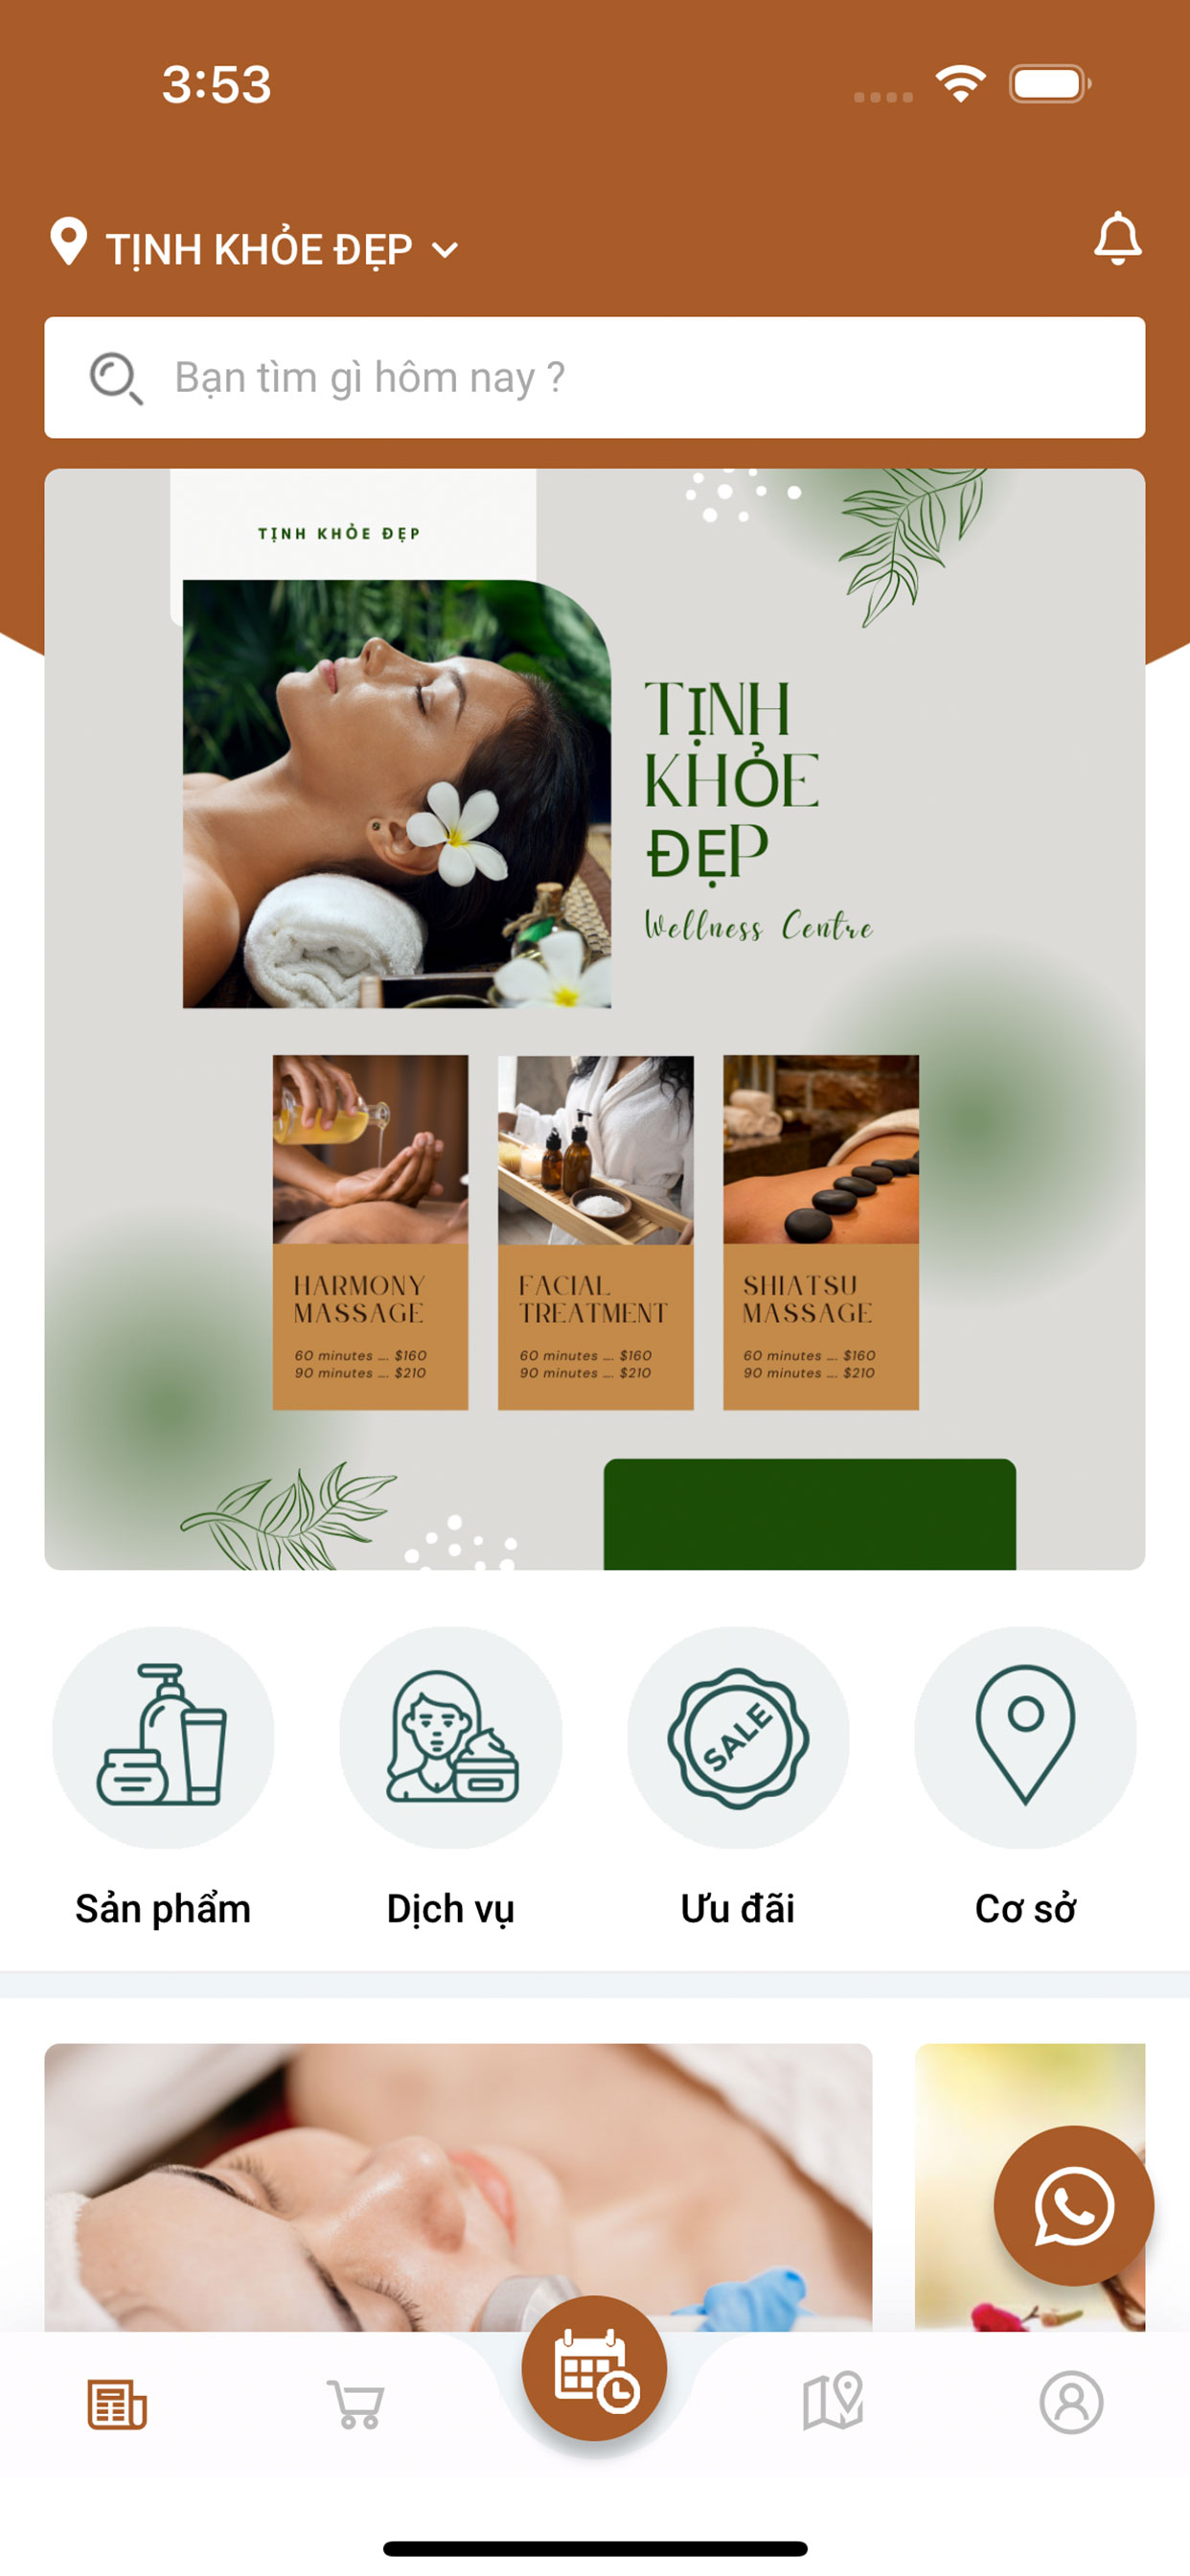 3:53
TỊNH KHỎE ĐẸP
Bạn tìm gì hôm nay ?
TỊNH KHỎE ĐẸP
TỊNH
KHỎE
ĐẸP
Wellness Centre
HARMONY
MASSAGE
60 minutes .... $160
90 minutes .... $210
FACIAL
TREATMENT
60 minutes .... $160
90 minutes .... $210
SHIATSU
MASSAGE
60 minutes .... $160
90 minutes .... $210
SALE
Sản phẩm
Dịch vụ
Ưu đãi
Cơ sở